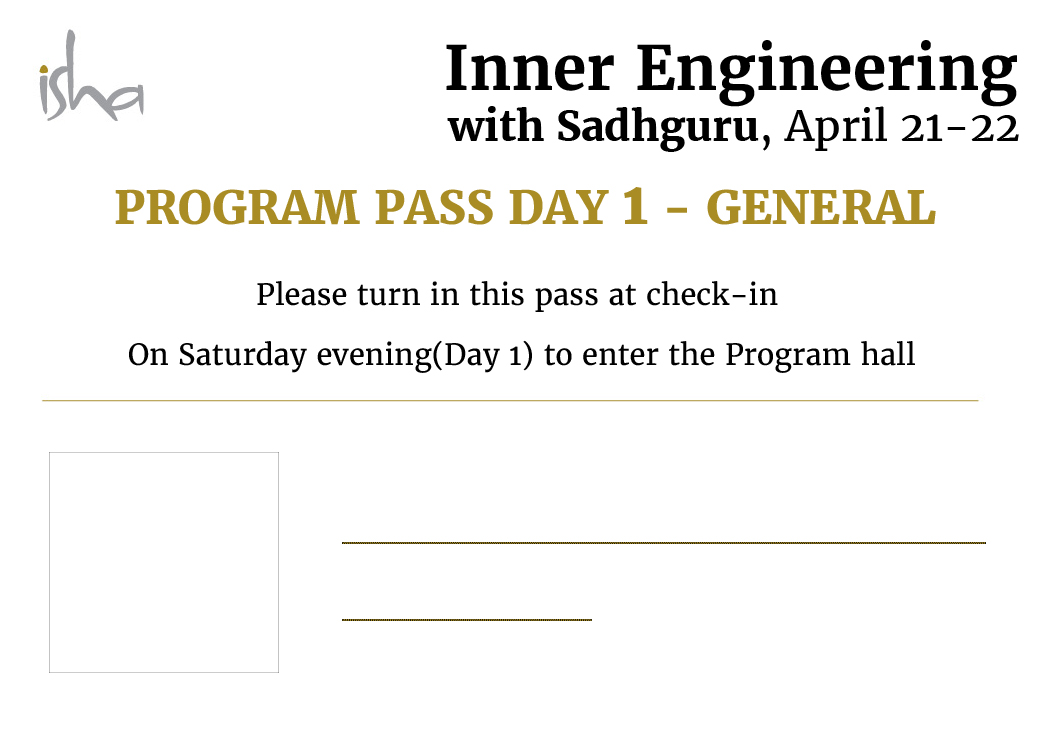 isha
Inner Engineering
with Sadhguru, April 21-22
PROGRAM PASS DAY 1 - GENERAL
Please turn in this pass at check-in
On Saturday evening(Day 1) to enter the Program hall